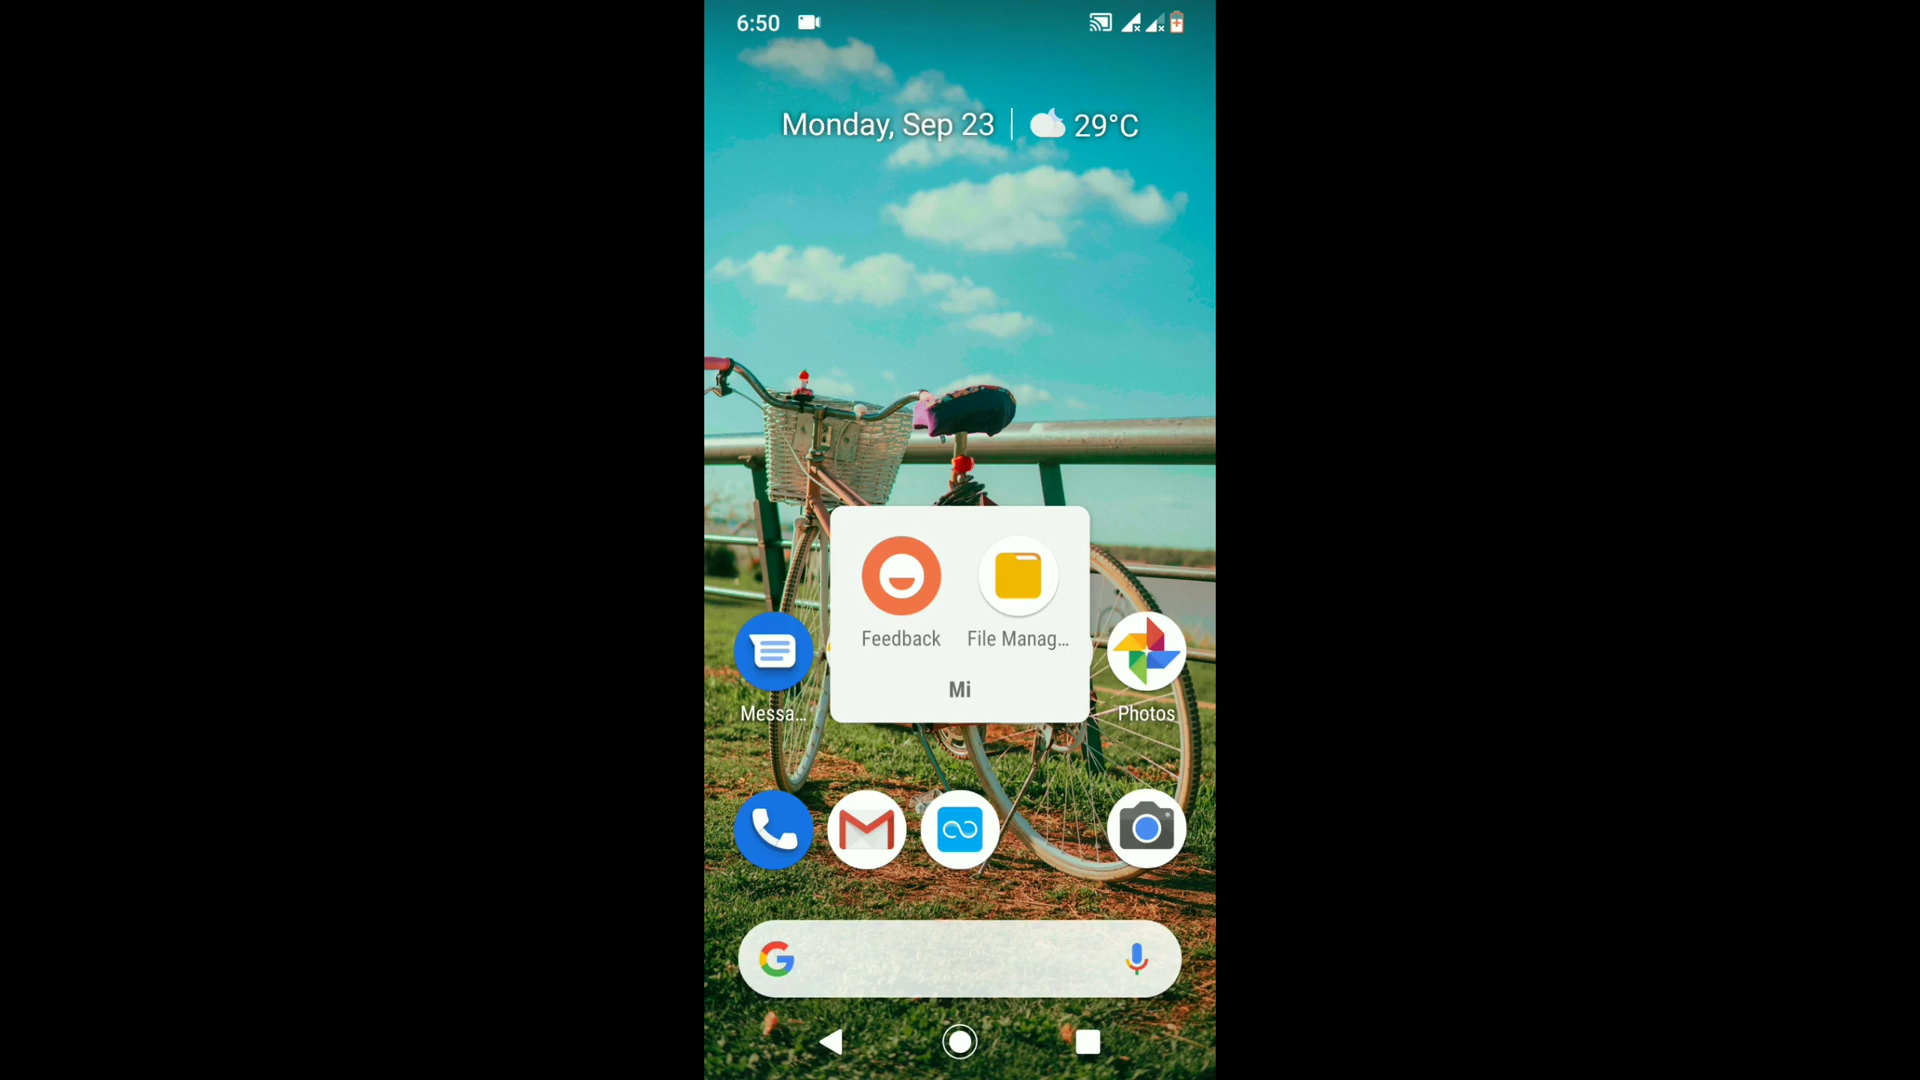 6:50
Monday, Sep 23
29°C
Feedback
File Manag...
Mi
Messa...
Photos